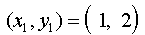 (x₁, y₁) = ( 1, 2)